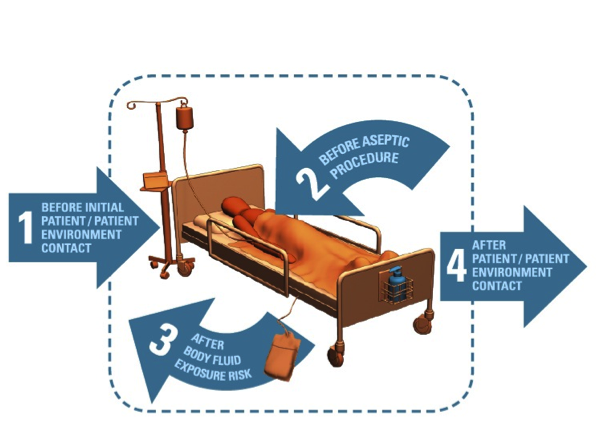 1
BEFORE INITIAL
PATIENT / PATIENT
ENVIRONMENT
CONTACT
2
BEFORE ASEPTIC
PROCEDURE
3
AFTER
BODY FLUID
EXPOSURE RISK
4
AFTER
PATIENT / PATIENT
ENVIRONMENT
CONTACT